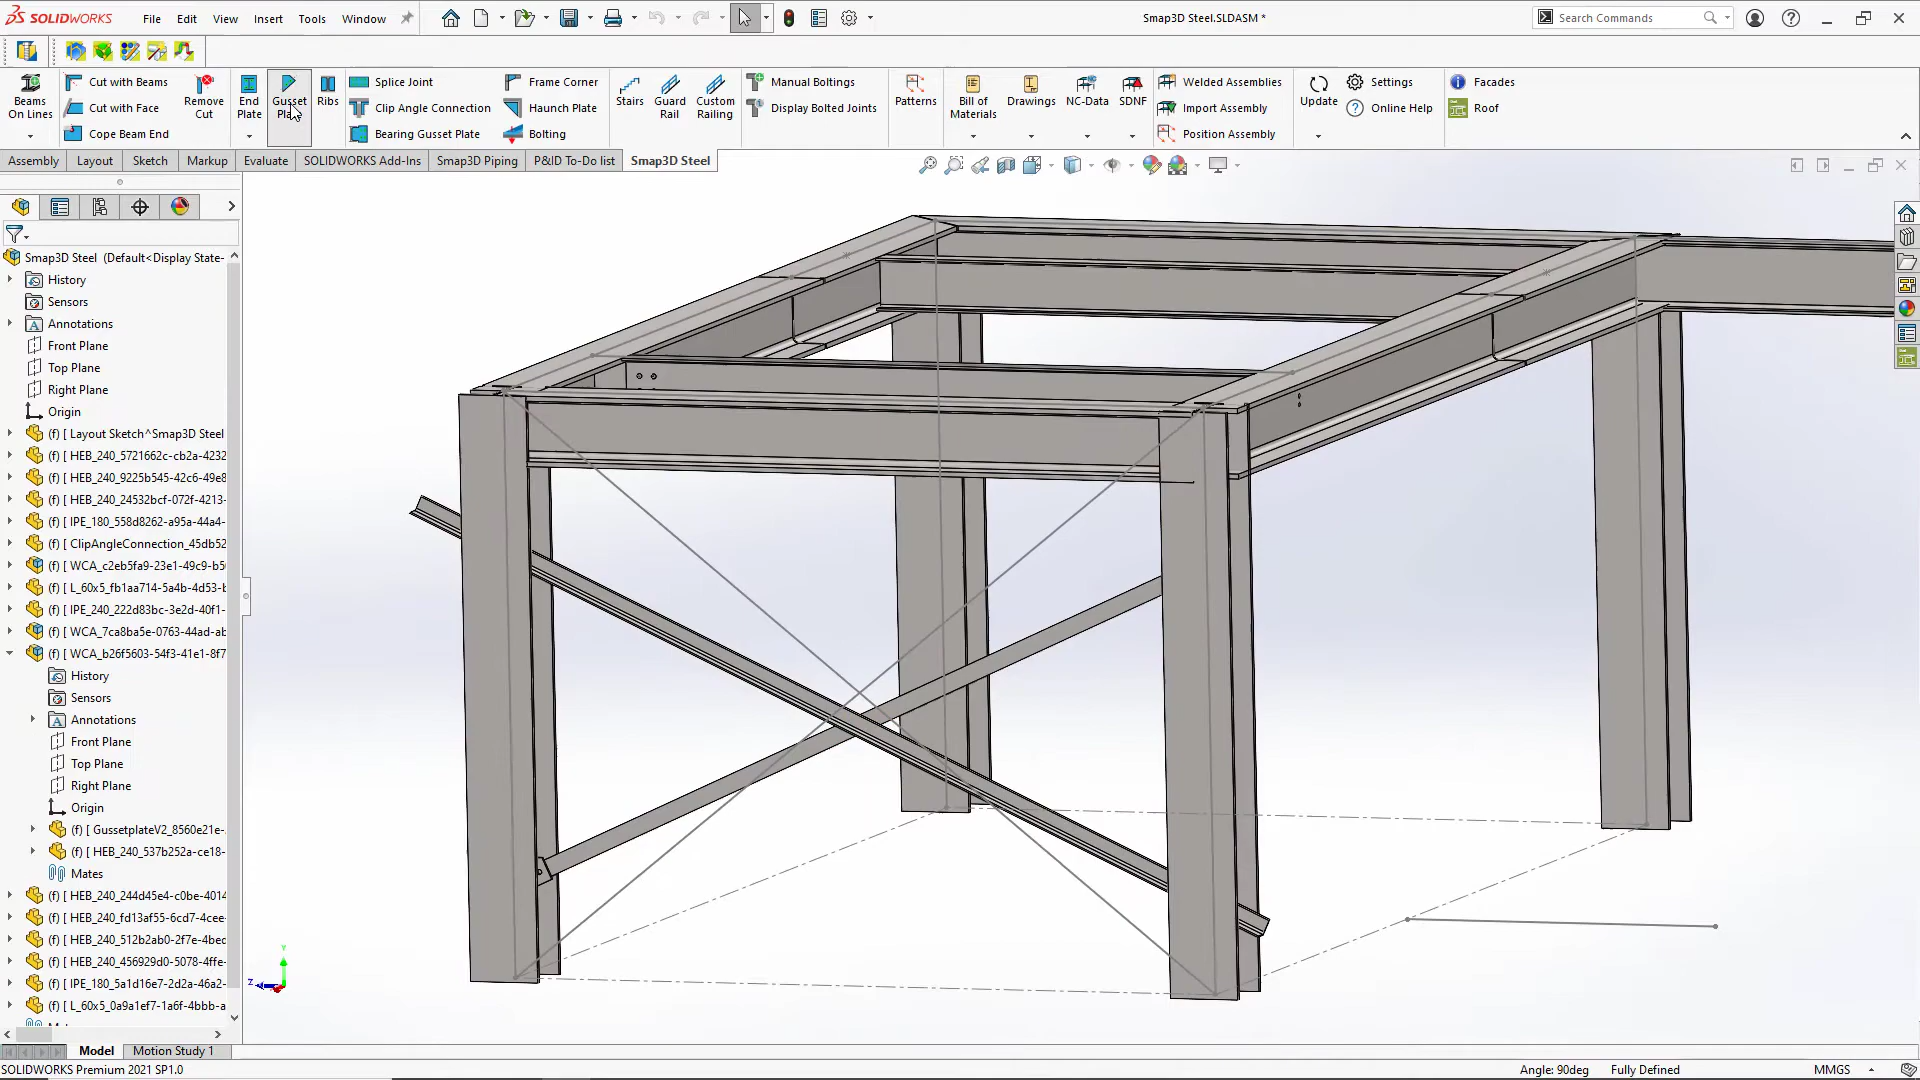 SOLIDWORKS File Edit View Insert Tools Window Smap3D Steel.SLDASM * Search Commands
Beams On Lines
Cut with Beams
Cut with Face
Cope Beam End
Remove Cut
End Plate
Gusset
Ribs
Splice Joint
Clip Angle Connection
Bearing Gusset Plate
Frame Corner
Haunch Plate
Bolting
Stairs
Guard Rail
Custom Railing
Manual Boltings
Display Bolted Joints
Patterns
Bill of Materials
Drawings
NC-Data
SDNF
Welded Assemblies
Import Assembly
Position Assembly
Update
Settings
Online Help
Facades
Roof
Assembly Layout Sketch Markup Evaluate SOLIDWORKS Add-Ins Smap3D Piping P&ID To-Do list Smap3D Steel
Smap3D Steel (Default<Display State-
History
Sensors
Annotations
Front Plane
Top Plane
Right Plane
Origin
(f) [ Layout Sketch^Smap3D Steel
(f) [ HEB_240_5721662c-cb2a-4232
(f) [ HEB_240_9225b545-42c6-49e8
(f) [ HEB_240_24532bcf-072f-4213-
(f) [ IPE_180_558d8262-a95a-44a4-
(f) [ ClipAngleConnection_45db52
(f) [ WCA_c2eb5fa9-23e1-49c9-b5
(f) [ L_60x5_fb1aa714-5a4b-4d53-b
(f) [ IPE_240_222d83bc-3e2d-40f1-
(f) [ WCA_7ca8ba5e-0763-44ad-ab
(f) [ WCA_b26f5603-54f3-41e1-8f7
History
Sensors
Annotations
Front Plane
Top Plane
Right Plane
Origin
(f) [ GussetplateV2_8560e21e-
(f) [ HEB_240_537b252a-ce18-
Mates
(f) [ HEB_240_244d45e4-c0be-4014
(f) [ HEB_240_fd13af55-6cd7-4cee-
(f) [ HEB_240_512b2ab0-2f7e-4bec
(f) [ HEB_240_456929d0-5078-4ffe-
(f) [ IPE_180_5a1d16e7-2d2a-46a2-
(f) [ L_60x5_0a9a1ef7-1a6f-4bbb-a
Y
Z
Model Motion Study 1
SOLIDWORKS Premium 2021 SP1.0 Angle: 90deg Fully Defined MMGS